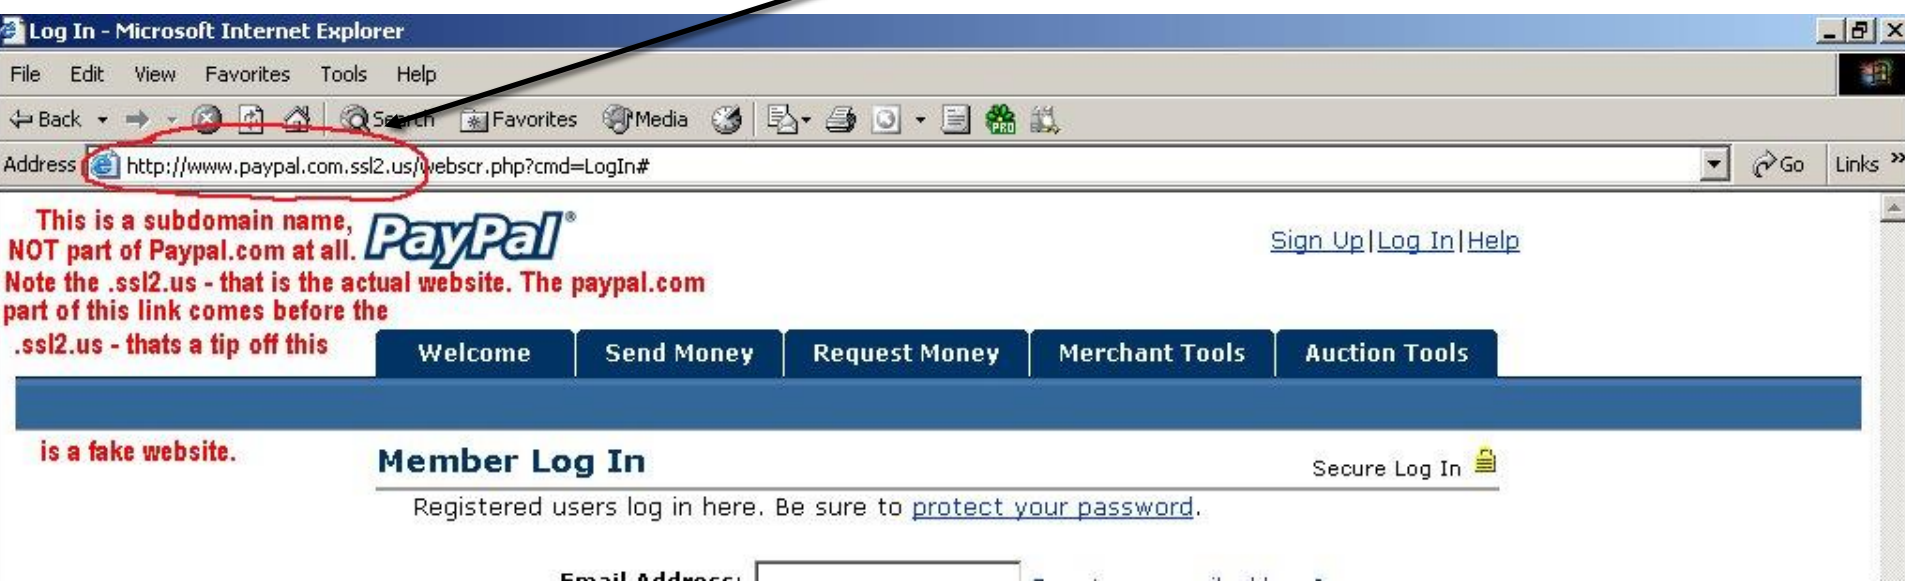 Log In - Microsoft Internet Explorer
File Edit View Favorites Tools Help
Back Search Favorites Media PRO
Address http://www.paypal.com.ssl2.us/webscr.php?cmd=LogIn# Go Links »
This is a subdomain name,
NOT part of Paypal.com at all.
Note the .ssl2.us - that is the actual website. The paypal.com
part of this link comes before the
.ssl2.us - thats a tip off this
is a fake website.
PayPal®
Sign Up|Log In|Help
Welcome Send Money Request Money Merchant Tools Auction Tools
Member Log In
Secure Log In
Registered users log in here. Be sure to protect your password.
Email Address: